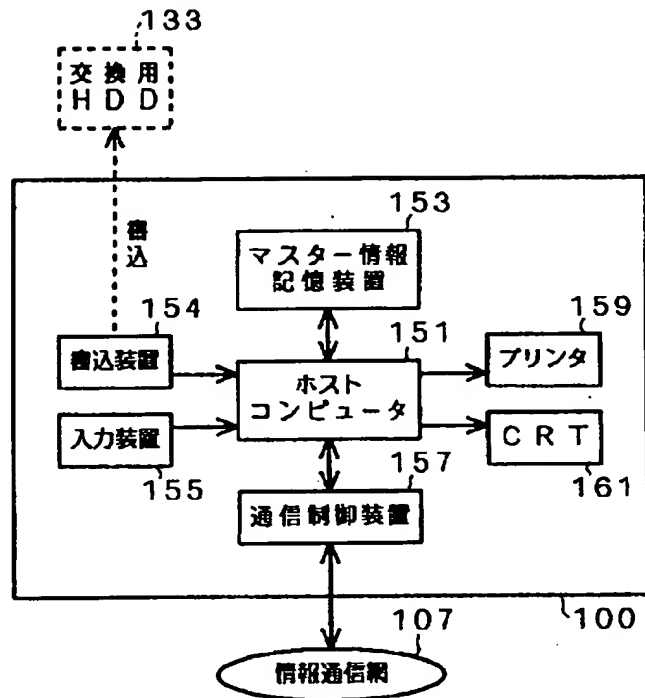 133
交換用
HDD
書込
153
マスター情報
記憶装置
154
書込装置
151
ホスト
コンピュータ
159
プリンタ
入力装置
155
CRT
161
157
通信制御装置
100
107
情報通信網